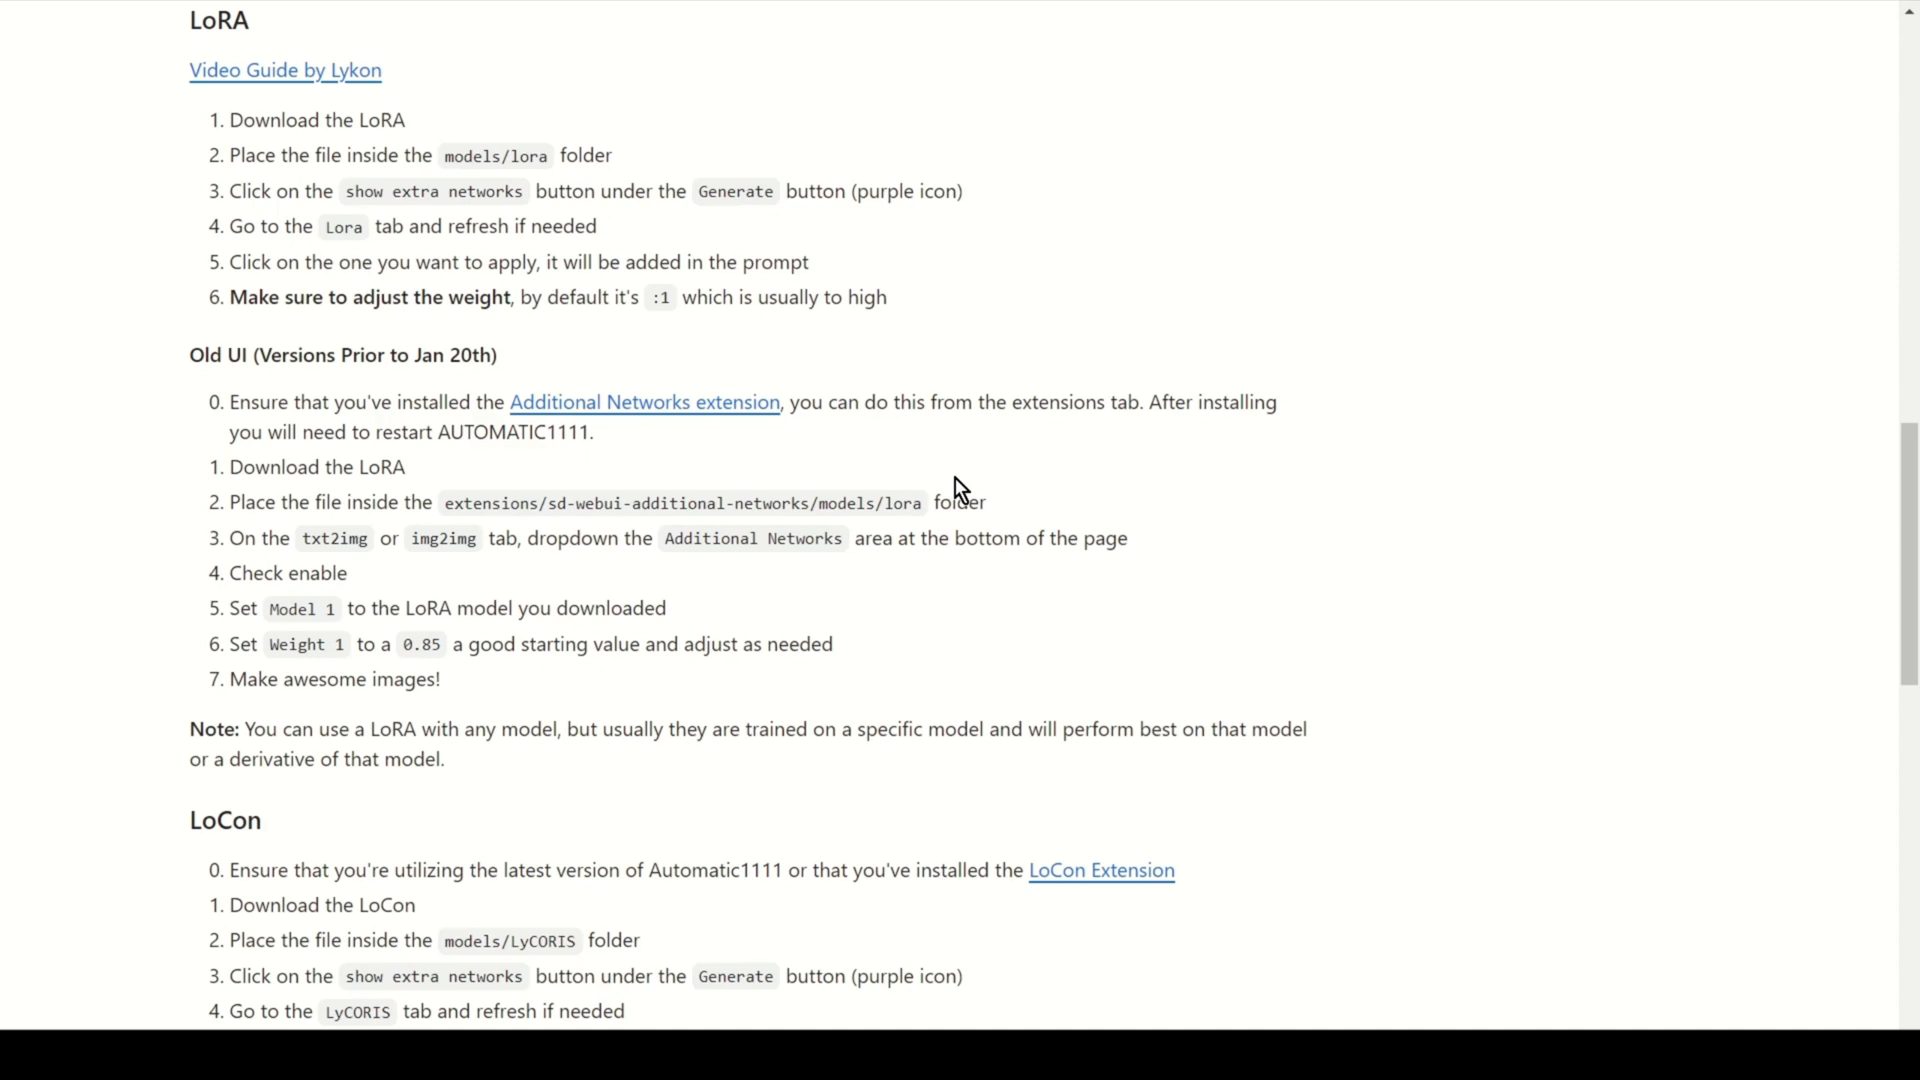 LoRA
Video Guide by Lykon
1. Download the LoRA
2. Place the file inside the models/lora folder
3. Click on the show extra networks button under the Generate button (purple icon)
4. Go to the Lora tab and refresh if needed
5. Click on the one you want to apply, it will be added in the prompt
6. Make sure to adjust the weight, by default it's :1 which is usually to high
Old UI (Versions Prior to Jan 20th)
0. Ensure that you've installed the Additional Networks extension, you can do this from the extensions tab. After installing
you will need to restart AUTOMATIC1111.
1. Download the LoRA
2. Place the file inside the extensions/sd-webui-additional-networks/models/lora folder
3. On the txt2img or img2img tab, dropdown the Additional Networks area at the bottom of the page
4. Check enable
5. Set Model 1 to the LoRA model you downloaded
6. Set Weight 1 to a 0.85 a good starting value and adjust as needed
7. Make awesome images!
Note: You can use a LoRA with any model, but usually they are trained on a specific model and will perform best on that model
or a derivative of that model.
LoCon
0. Ensure that you're utilizing the latest version of Automatic1111 or that you've installed the LoCon Extension
1. Download the LoCon
2. Place the file inside the models/LyCORIS folder
3. Click on the show extra networks button under the Generate button (purple icon)
4. Go to the LyCORIS tab and refresh if needed